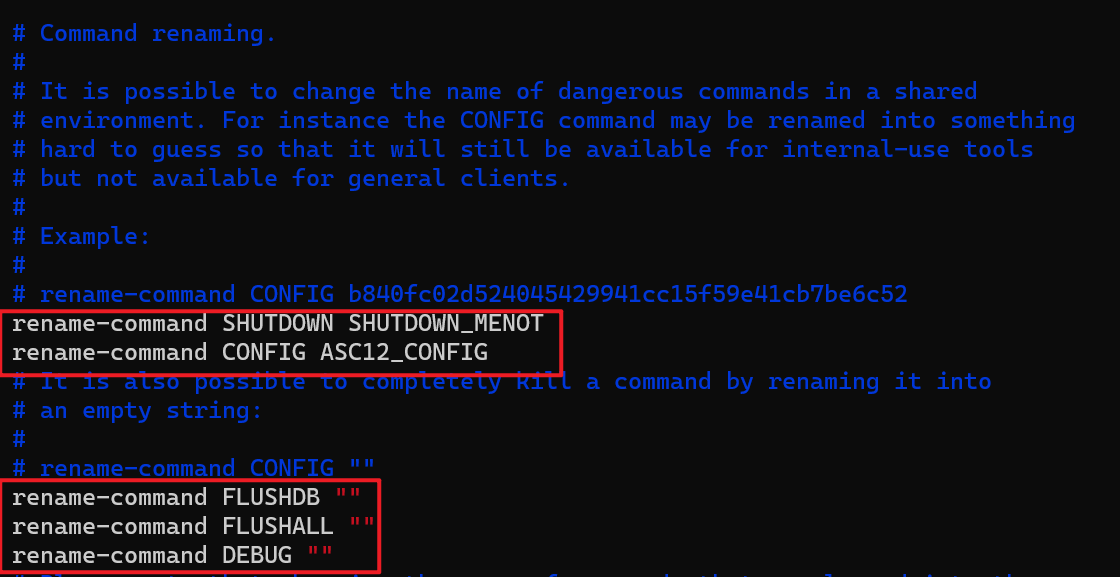 # Command renaming.
#
# It is possible to change the name of dangerous commands in a shared
# environment. For instance the CONFIG command may be renamed into something
# hard to guess so that it will still be available for internal-use tools
# but not available for general clients.
#
# Example:
#
# rename-command CONFIG b840fc02d524045429941cc15f59e41cb7be6c52
rename-command SHUTDOWN SHUTDOWN_MENOT
rename-command CONFIG ASC12_CONFIG
# It is also possible to completely kill a command by renaming it into
# an empty string:
#
# rename-command CONFIG ""
rename-command FLUSHDB ""
rename-command FLUSHALL ""
rename-command DEBUG ""